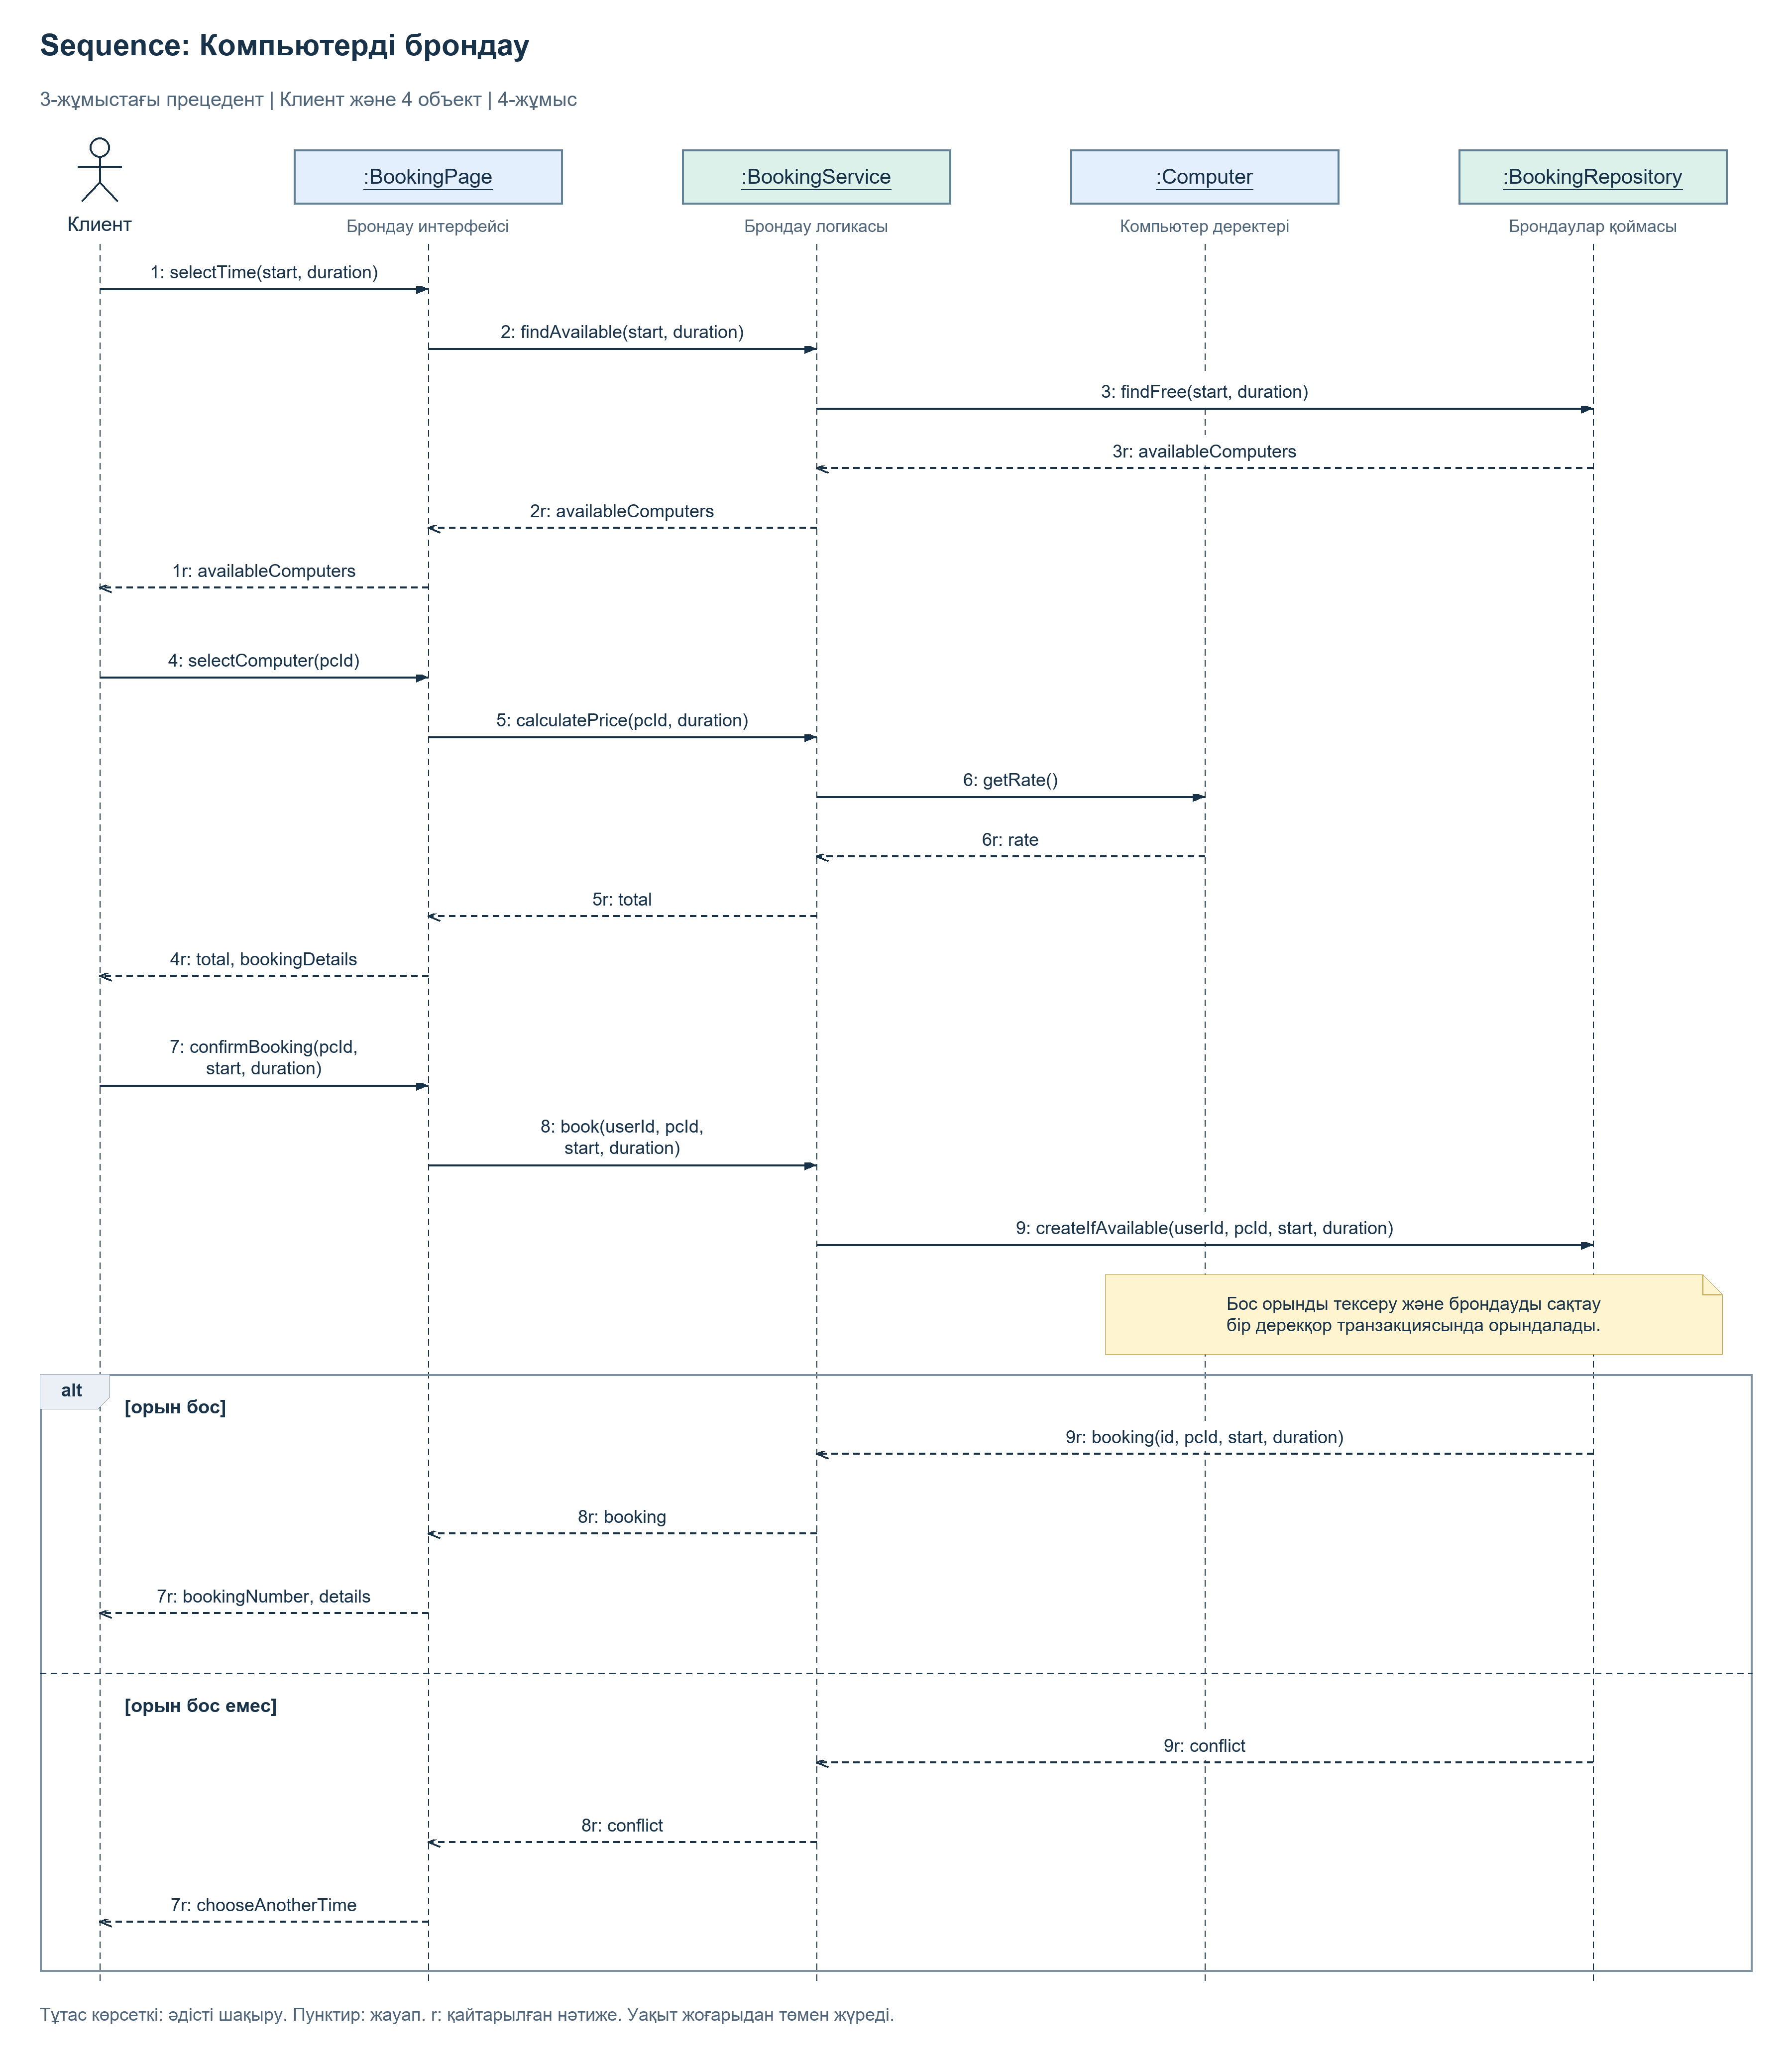 Sequence: Компьютерді брондау
3-жұмыстағы прецедент | Клиент және 4 объект | 4-жұмыс
Клиент
:BookingPage
Брондау интерфейсі
:BookingService
Брондау логикасы
:Computer
Компьютер деректері
:BookingRepository
Брондаулар қоймасы
1: selectTime(start, duration)
2: findAvailable(start, duration)
3: findFree(start, duration)
3r: availableComputers
2r: availableComputers
1r: availableComputers
4: selectComputer(pcId)
5: calculatePrice(pcId, duration)
6: getRate()
6r: rate
5r: total
4r: total, bookingDetails
7: confirmBooking(pcId,
start, duration)
8: book(userId, pcId,
start, duration)
9: createIfAvailable(userId, pcId, start, duration)
Бос орынды тексеру және брондауды сақтау
бір дерекқор транзакциясында орындалады.
alt
[орын бос]
9r: booking(id, pcId, start, duration)
8r: booking
7r: bookingNumber, details
[орын бос емес]
9r: conflict
8r: conflict
7r: chooseAnotherTime
Тұтас көрсеткі: әдісті шақыру. Пунктир: жауап. r: қайтарылған нәтиже. Уақыт жоғарыдан төмен жүреді.